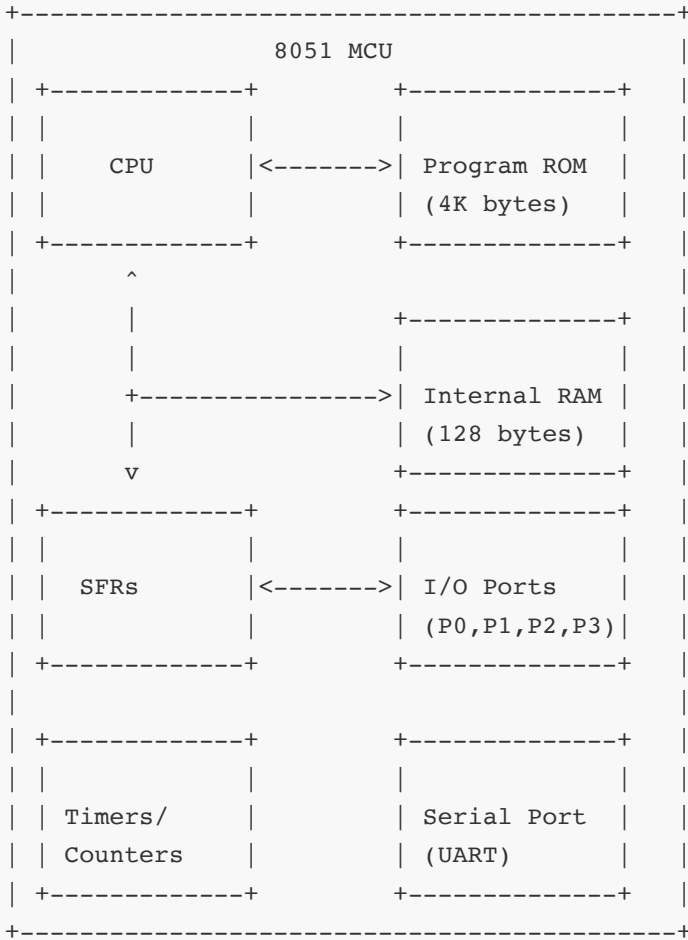 8051 MCU
CPU
Program ROM
(4K bytes)
Internal RAM
(128 bytes)
SFRs
I/O Ports
(P0,P1,P2,P3)
Timers/
Counters
Serial Port
(UART)